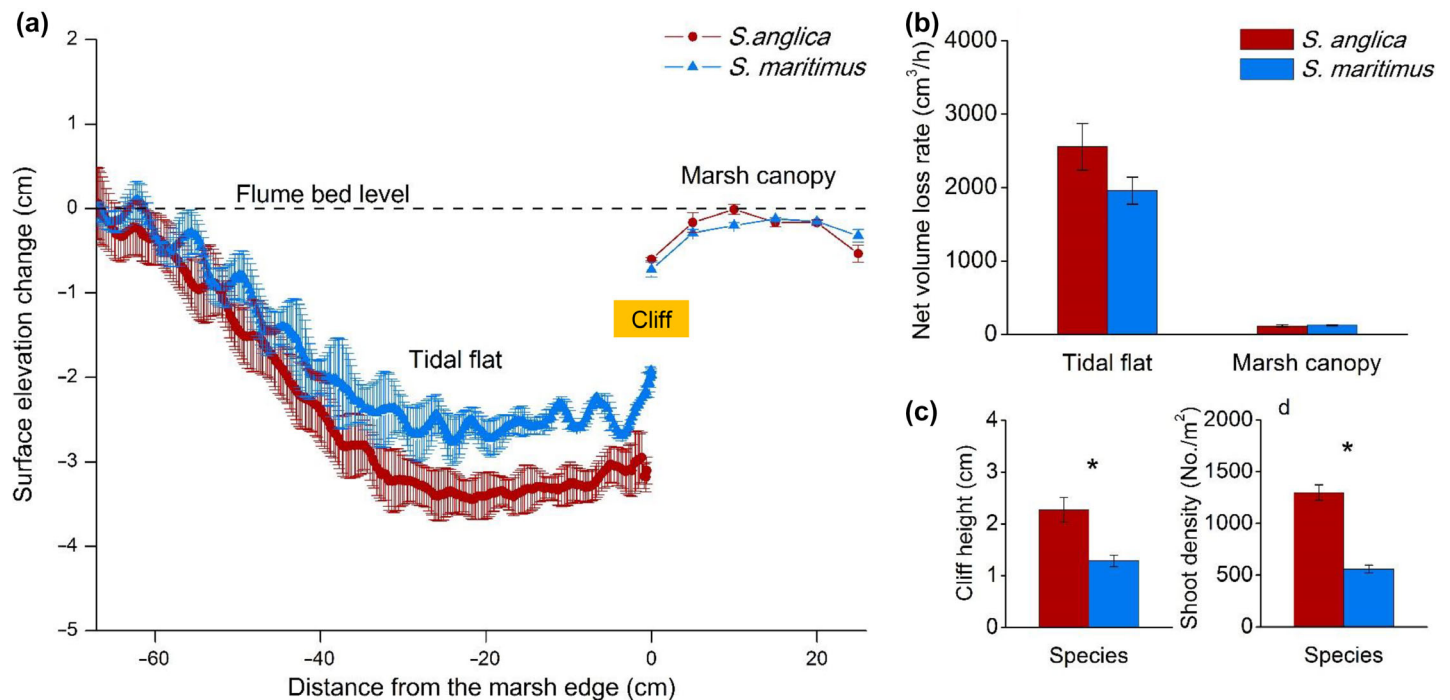 (a)
2
1
0
−1
−2
−3
−4
−5
Surface elevation change (cm)
S.anglica
S. maritimus
Flume bed level
Marsh canopy
Cliff
Tidal flat
−60
−40
−20
0
20
Distance from the marsh edge (cm)
(b)
4000
3000
2000
1000
0
Net volume loss rate (cm³/h)
S. anglica
S. maritimus
Tidal flat
Marsh canopy
(c)
4
3
2
1
0
Cliff height (cm)
*
Species
d
2000
1500
1000
500
0
Shoot density (No./m²)
*
Species